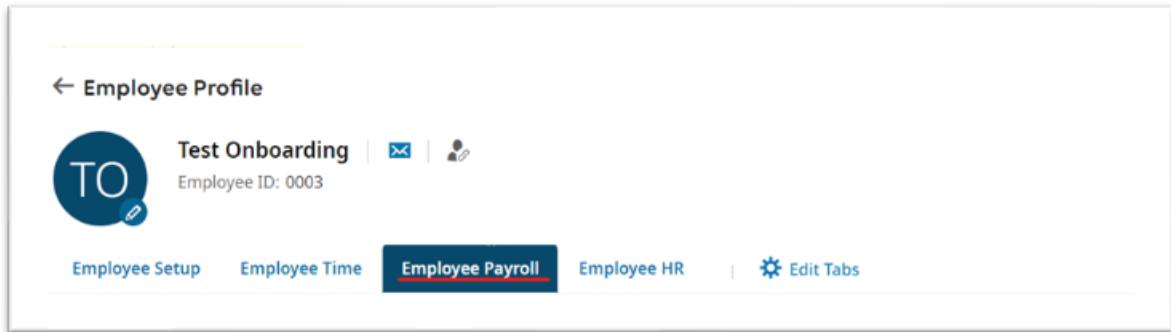 ← Employee Profile
Test Onboarding
TO
Employee ID: 0003
Employee Setup Employee Time Employee Payroll Employee HR Edit Tabs